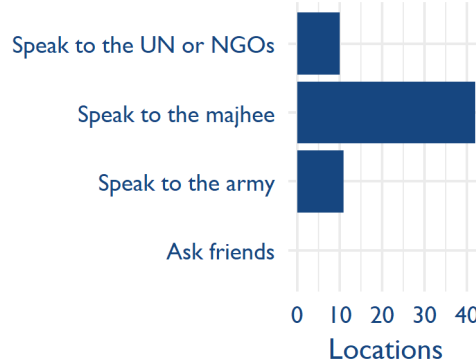 Speak to the UN or NGOs
Speak to the majhee
Speak to the army
Ask friends
0 10 20 30 40
Locations